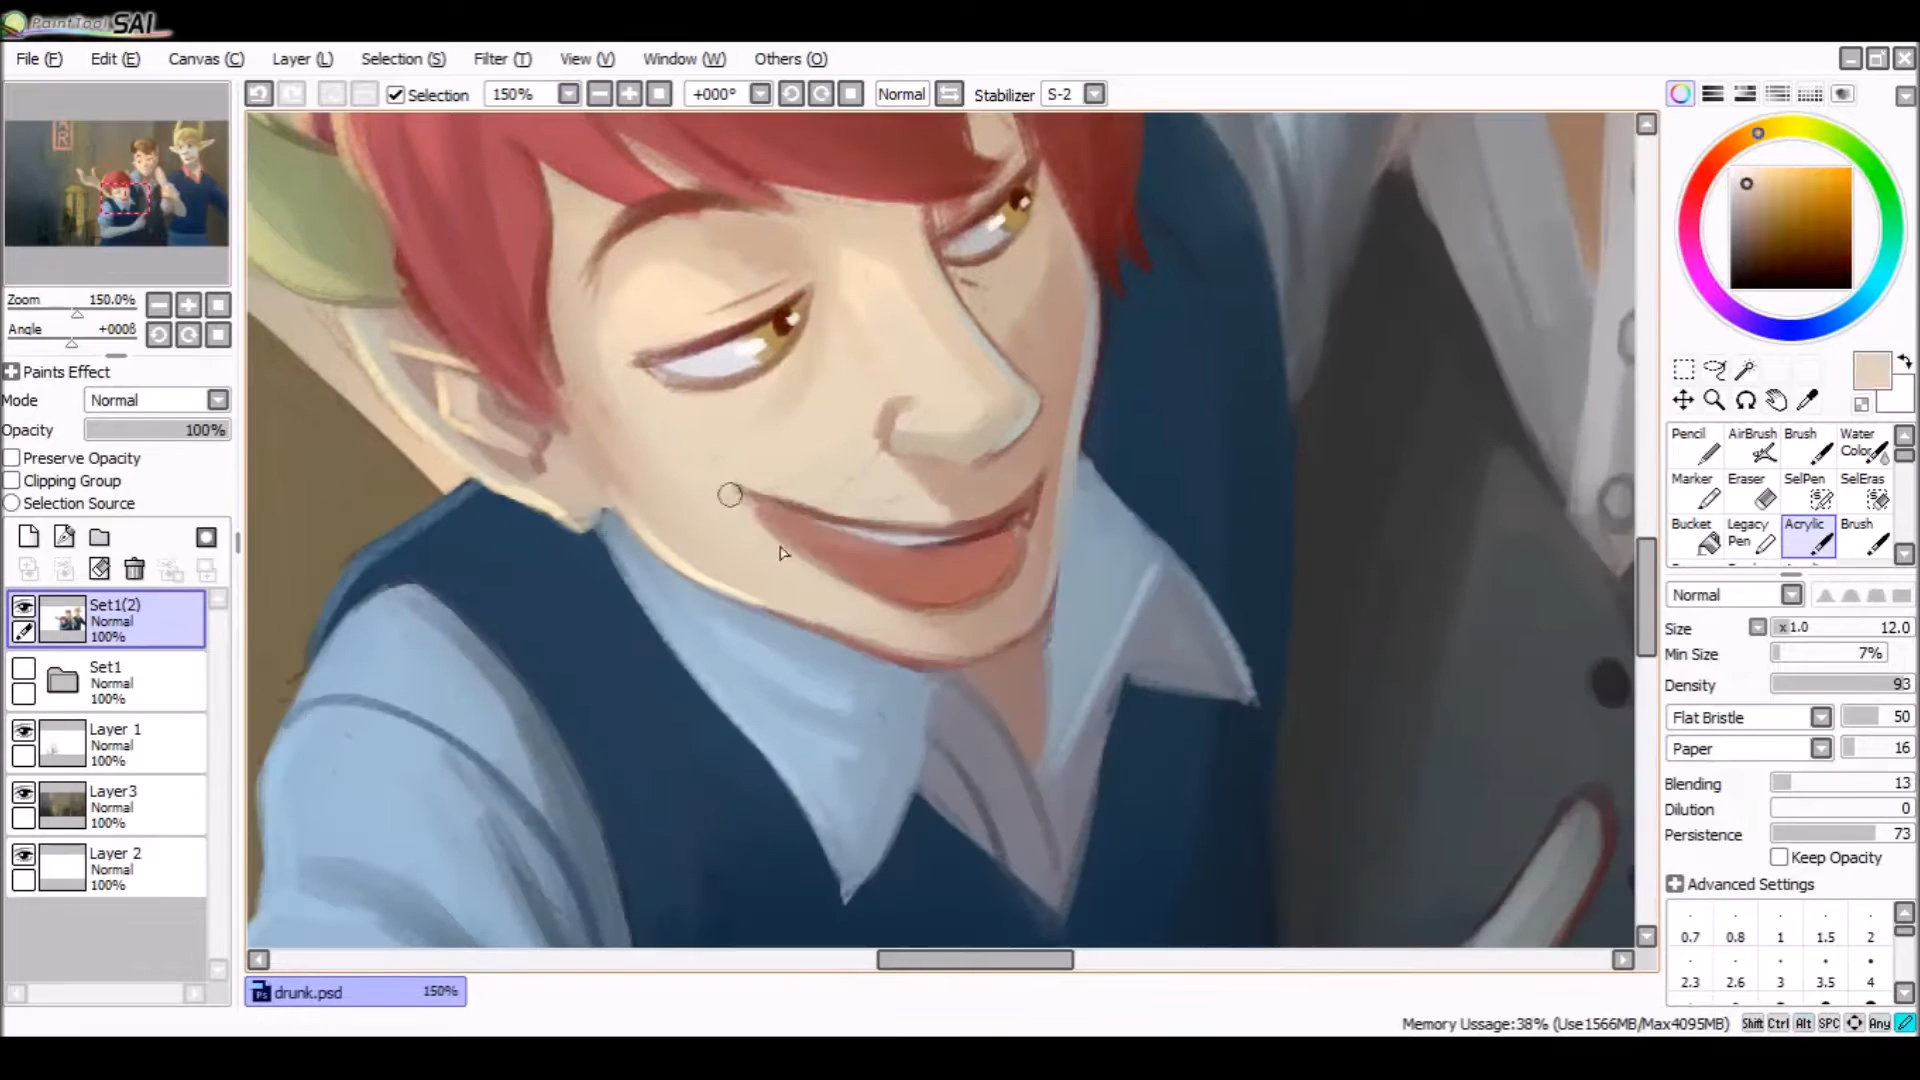 PaintTool SAI
File (F) Edit (E) Canvas (C) Layer (L) Selection (S) Filter (T) View (V) Window (W) Others (O)
Selection 150% +000° Normal Stabilizer S-2
Zoom 150.0%
Angle +0008
Paints Effect
Mode Normal
Opacity 100%
Preserve Opacity
Clipping Group
Selection Source
Set1(2)
Normal
100%
Set1
Normal
100%
Layer 1
Normal
100%
Layer3
Normal
100%
Layer 2
Normal
100%
drunk.psd 150%
Pencil AirBrush Brush Water Color
Marker Eraser SelPen SelEras
Bucket Legacy Pen Acrylic Brush
Normal
Size x1.0 12.0
Min Size 7%
Density 93
Flat Bristle 50
Paper 16
Blending 13
Dilution 0
Persistence 73
Keep Opacity
Advanced Settings
0.7 0.8 1 1.5 2
2.3 2.6 3 3.5 4
Memory Ussage:38% (Use1566MB/Max4095MB) Shift Ctrl Alt SPC Any